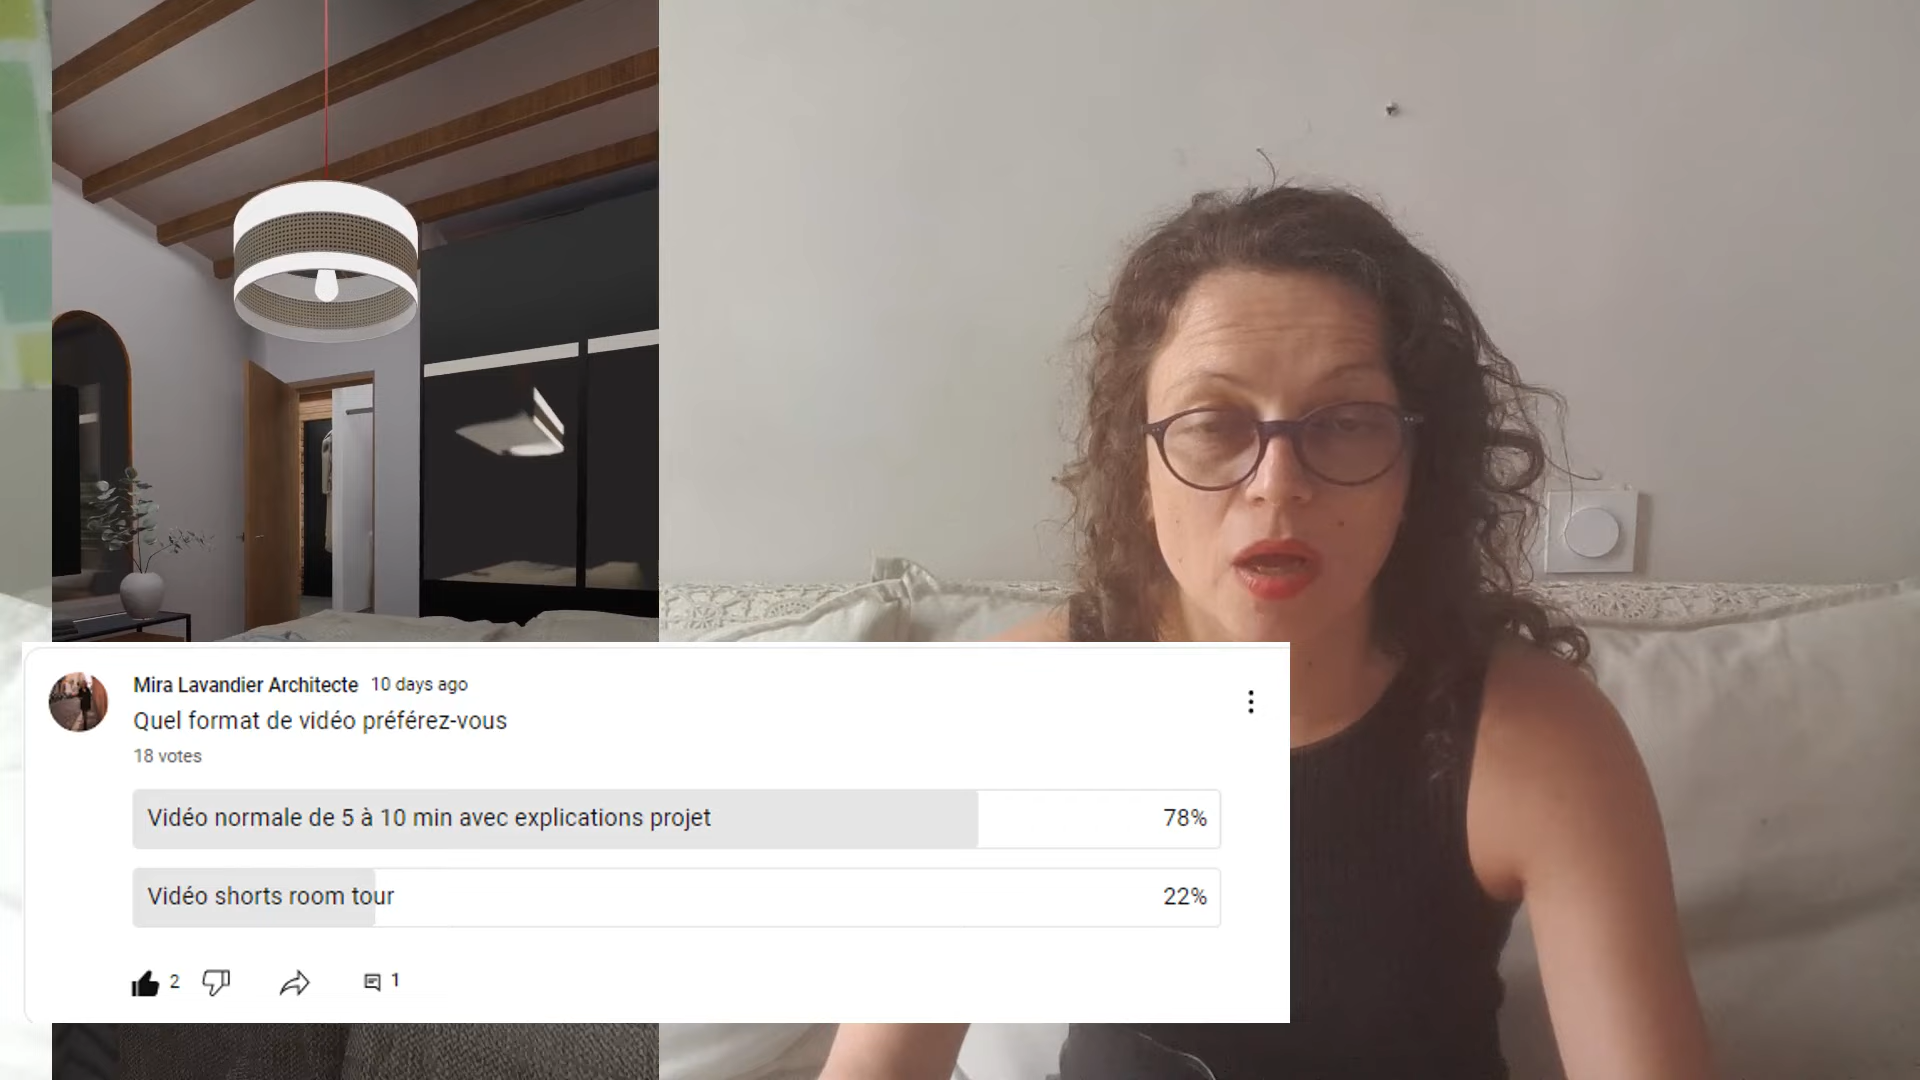 Mira Lavandier Architecte 10 days ago
Quel format de vidéo préférez-vous
18 votes
Vidéo normale de 5 à 10 min avec explications projet 78%
Vidéo shorts room tour 22%
2 1